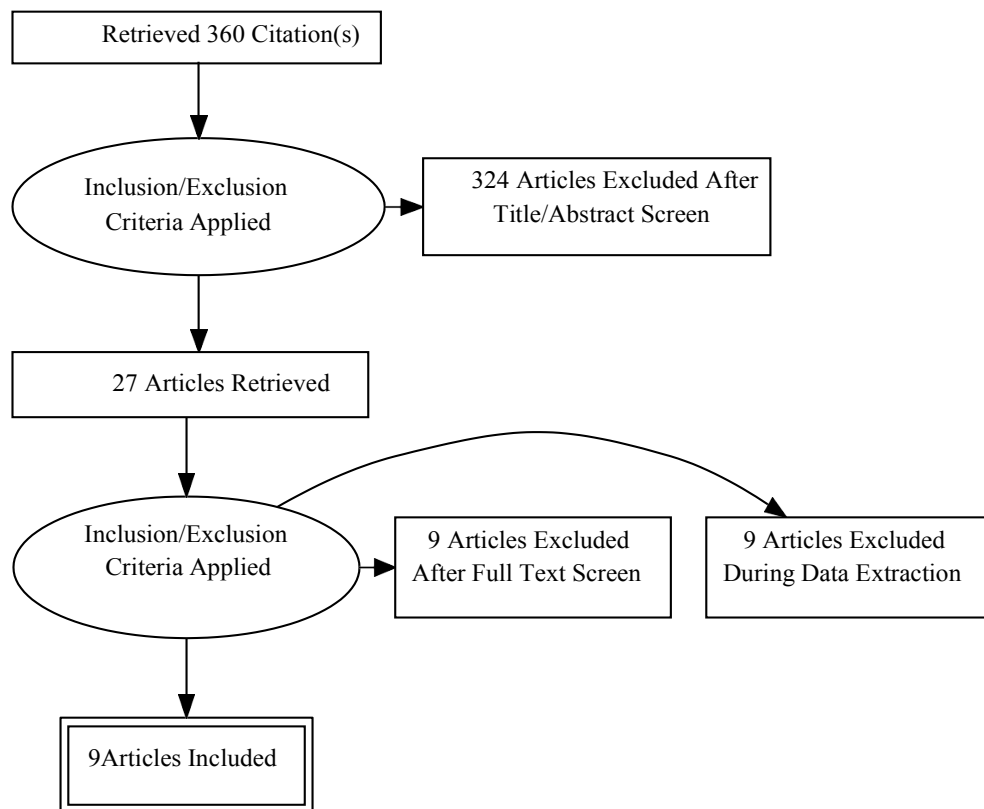 Retrieved 360 Citation(s)
Inclusion/Exclusion
Criteria Applied
324 Articles Excluded After
Title/Abstract Screen
27 Articles Retrieved
Inclusion/Exclusion
Criteria Applied
9 Articles Excluded
After Full Text Screen
9 Articles Excluded
During Data Extraction
9Articles Included